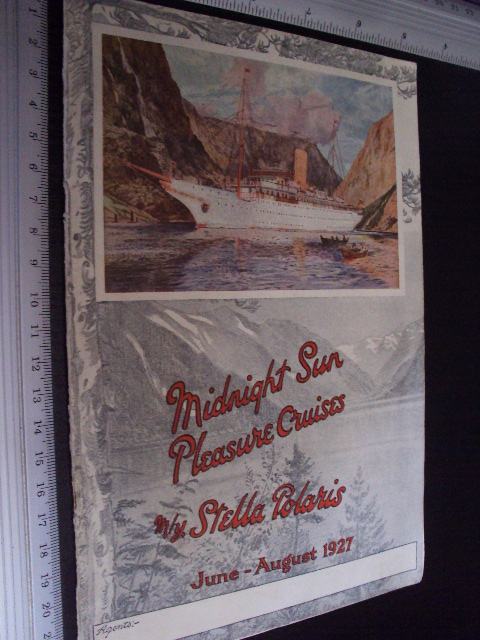 Midnight Sun
Pleasure Cruises
m/y. Stella Polaris
June - August 1927
Agents:-